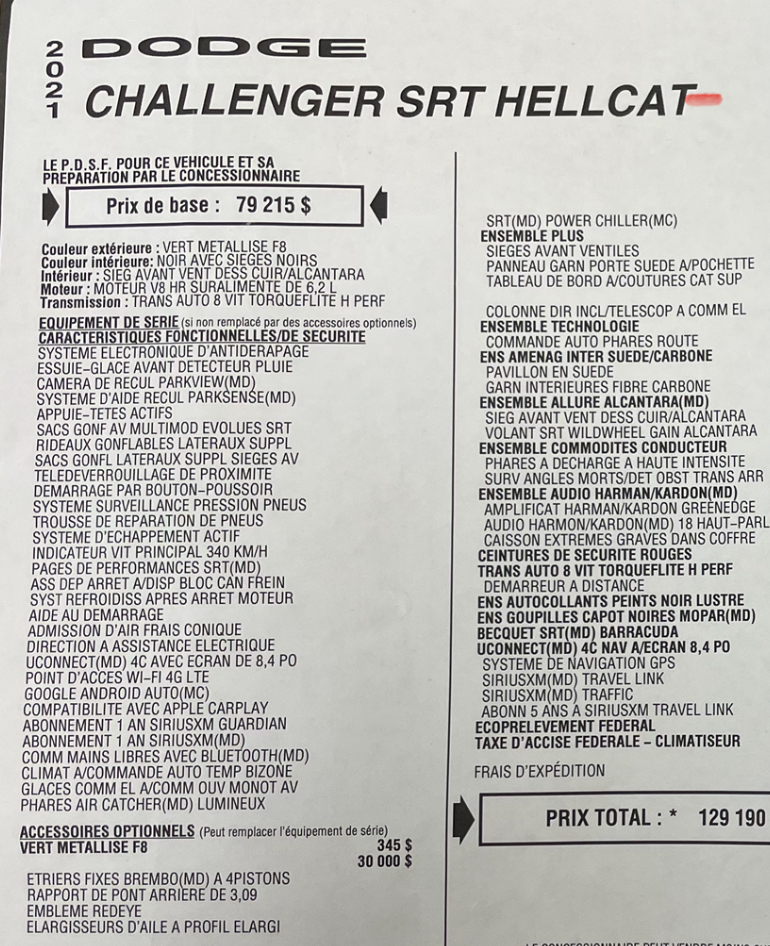 2021 DODGE
CHALLENGER SRT HELLCAT
LE P.D.S.F. POUR CE VEHICULE ET SA
PREPARATION PAR LE CONCESSIONNAIRE
Prix de base : 79 215 $
Couleur extérieure : VERT METALLISE F8
Couleur intérieure: NOIR AVEC SIEGES NOIRS
Intérieur : SIEG AVANT VENT DESS CUIR/ALCANTARA
Moteur : MOTEUR V8 HR SURALIMENTE DE 6,2 L
Transmission : TRANS AUTO 8 VIT TORQUEFLITE H PERF
EQUIPEMENT DE SERIE (si non remplacé par des accessoires optionnels)
CARACTERISTIQUES FONCTIONNELLES/DE SECURITE
SYSTEME ELECTRONIQUE D'ANTIDERAPAGE
ESSUIE-GLACE AVANT DETECTEUR PLUIE
CAMERA DE RECUL PARKVIEW(MD)
SYSTEME D'AIDE RECUL PARKSENSE(MD)
APPUIE-TETES ACTIFS
SACS GONF AV MULTIMOD EVOLUES SRT
RIDEAUX GONFLABLES LATERAUX SUPPL
SACS GONFL LATERAUX SUPPL SIEGES AV
TELEDEVERROUILLAGE DE PROXIMITE
DEMARRAGE PAR BOUTON-POUSSOIR
SYSTEME SURVEILLANCE PRESSION PNEUS
TROUSSE DE REPARATION DE PNEUS
SYSTEME D'ECHAPPEMENT ACTIF
INDICATEUR VIT PRINCIPAL 340 KM/H
PAGES DE PERFORMANCES SRT(MD)
ASS DEP ARRET A/DISP BLOC CAN FREIN
SYST REFROIDISS APRES ARRET MOTEUR
AIDE AU DEMARRAGE
ADMISSION D'AIR FRAIS CONIQUE
DIRECTION A ASSISTANCE ELECTRIQUE
UCONNECT(MD) 4C AVEC ECRAN DE 8,4 PO
POINT D'ACCES WI-FI 4G LTE
GOOGLE ANDROID AUTO(MC)
COMPATIBILITE AVEC APPLE CARPLAY
ABONNEMENT 1 AN SIRIUSXM GUARDIAN
ABONNEMENT 1 AN SIRIUSXM(MD)
COMM MAINS LIBRES AVEC BLUETOOTH(MD)
CLIMAT A/COMMANDE AUTO TEMP BIZONE
GLACES COMM EL A/COMM OUV MONOT AV
PHARES AIR CATCHER(MD) LUMINEUX
ACCESSOIRES OPTIONNELS (Peut remplacer l'équipement de série)
VERT METALLISE F8 345 $
30 000 $
ETRIERS FIXES BREMBO(MD) A 4PISTONS
RAPPORT DE PONT ARRIERE DE 3,09
EMBLEME REDEYE
ELARGISSEURS D'AILE A PROFIL ELARGI
SRT(MD) POWER CHILLER(MC)
ENSEMBLE PLUS
SIEGES AVANT VENTILES
PANNEAU GARN PORTE SUEDE A/POCHETTE
TABLEAU DE BORD A/COUTURES CAT SUP
COLONNE DIR INCL/TELESCOP A COMM EL
ENSEMBLE TECHNOLOGIE
COMMANDE AUTO PHARES ROUTE
ENS AMENAG INTER SUEDE/CARBONE
PAVILLON EN SUEDE
GARN INTERIEURES FIBRE CARBONE
ENSEMBLE ALLURE ALCANTARA(MD)
SIEG AVANT VENT DESS CUIR/ALCANTARA
VOLANT SRT WILDWHEEL GAIN ALCANTARA
ENSEMBLE COMMODITES CONDUCTEUR
PHARES A DECHARGE A HAUTE INTENSITE
SURV ANGLES MORTS/DET OBST TRANS ARR
ENSEMBLE AUDIO HARMAN/KARDON(MD)
AMPLIFICAT HARMAN/KARDON GREENEDGE
AUDIO HARMON/KARDON(MD) 18 HAUT-PARL
CAISSON EXTREMES GRAVES DANS COFFRE
CEINTURES DE SECURITE ROUGES
TRANS AUTO 8 VIT TORQUEFLITE H PERF
DEMARREUR A DISTANCE
ENS AUTOCOLLANTS PEINTS NOIR LUSTRE
ENS GOUPILLES CAPOT NOIRES MOPAR(MD)
BECQUET SRT(MD) BARRACUDA
UCONNECT(MD) 4C NAV A/ECRAN 8,4 PO
SYSTEME DE NAVIGATION GPS
SIRIUSXM(MD) TRAVEL LINK
SIRIUSXM(MD) TRAFFIC
ABONN 5 ANS A SIRIUSXM TRAVEL LINK
ECOPRELEVEMENT FEDERAL
TAXE D'ACCISE FEDERALE – CLIMATISEUR
FRAIS D'EXPÉDITION
PRIX TOTAL : * 129 190